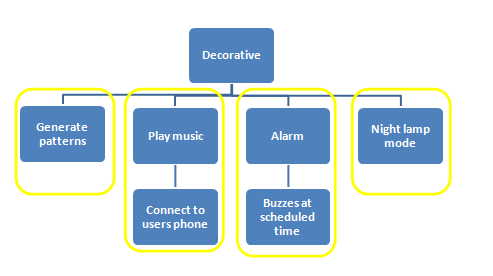 Decorative
Generate
patterns
Play music
Alarm
Night lamp
mode
Connect to
users phone
Buzzes at
scheduled
time